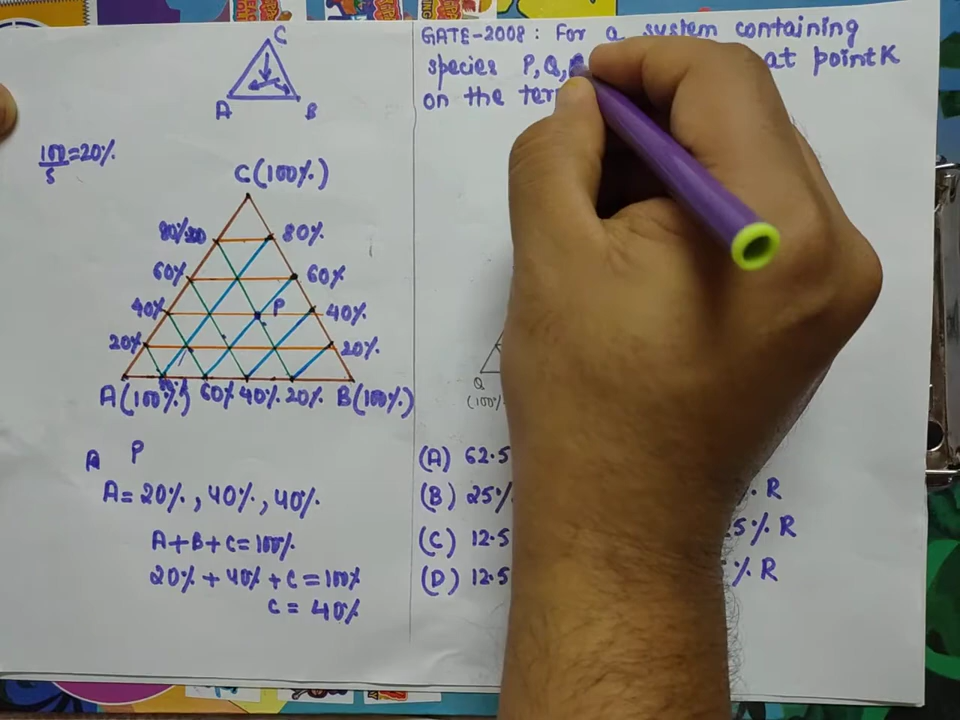 C
A
B
100/5=20%
C(100%)
80%
80%
60%
60%
40%
P
40%
20%
20%
A(100%) 60% 40% 20% B(100%)
A P
A=20%, 40%, 40%
A+B+C=100%
20%+40%+C=100%
C=40%
GATE-2008: For a system containing
species P,Q, at point K
on the
Q
(100%
(A) 62.5
(B) 25% R
(C) 12.5 5% R
(D) 12.5 % R